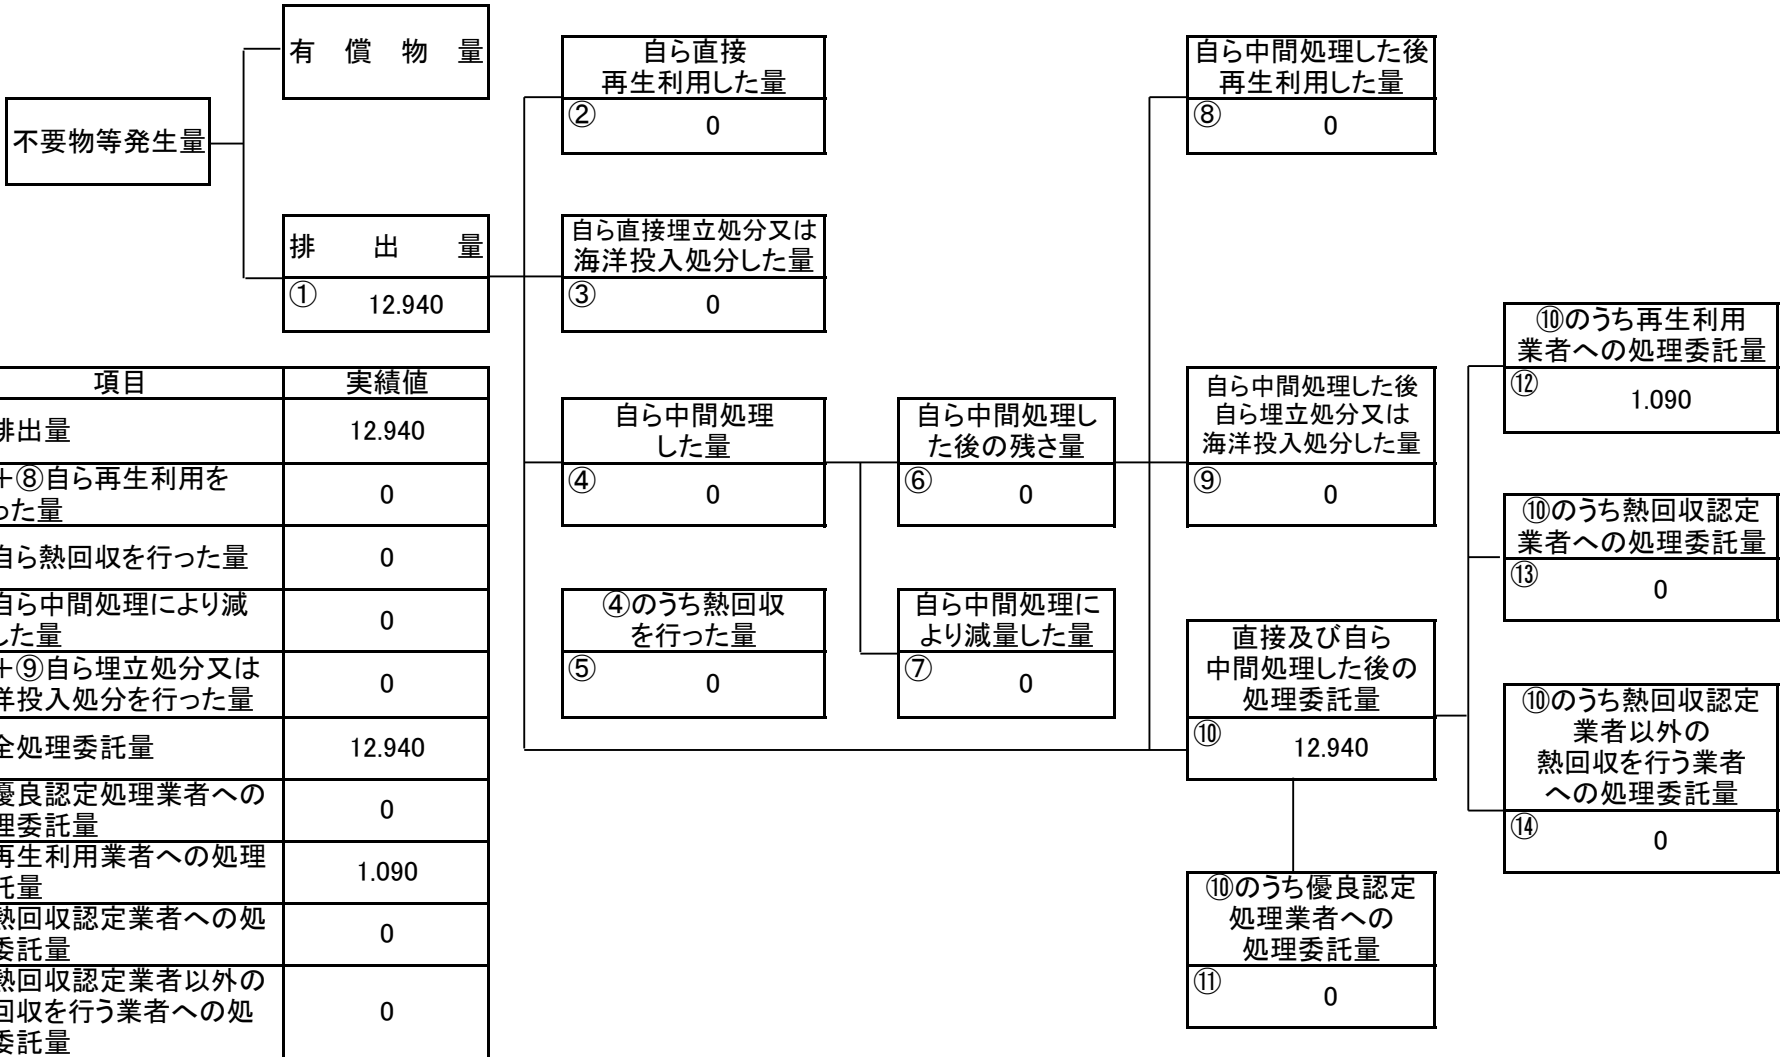 有償物量
不要物等発生量
排出量
① 12.940
自ら直接
再生利用した量
② 0
自ら直接埋立処分又は
海洋投入処分した量
③ 0
自ら中間処理
した量
④ 0
④のうち熱回収
を行った量
⑤ 0
自ら中間処理し
た後の残さ量
⑥ 0
自ら中間処理に
より減量した量
⑦ 0
自ら中間処理した後
再生利用した量
⑧ 0
自ら中間処理した後
自ら埋立処分又は
海洋投入処分した量
⑨ 0
直接及び自ら
中間処理した後の
処理委託量
⑩ 12.940
⑩のうち優良認定
処理業者への
処理委託量
⑪ 0
⑩のうち再生利用
業者への処理委託量
⑫ 1.090
⑩のうち熱回収認定
業者への処理委託量
⑬ 0
⑩のうち熱回収認定
業者以外の
熱回収を行う業者
への処理委託量
⑭ 0
項目 実績値
排出量 12.940
+⑧自ら再生利用を
った量 0
自ら熱回収を行った量 0
自ら中間処理により減
した量 0
+⑨自ら埋立処分又は
洋投入処分を行った量 0
全処理委託量 12.940
優良認定処理業者への
理委託量 0
再生利用業者への処理
託量 1.090
熱回収認定業者への処
委託量 0
熱回収認定業者以外の
回収を行う業者への処
委託量 0